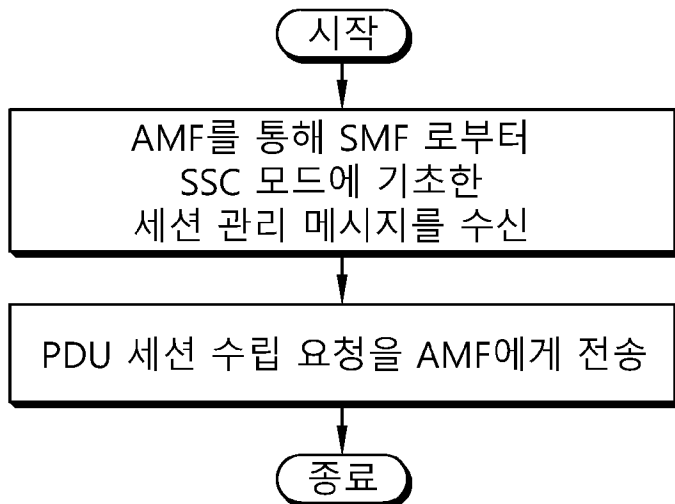 시작
AMF를 통해 SMF 로부터
SSC 모드에 기초한
세션 관리 메시지를 수신
PDU 세션 수립 요청을 AMF에게 전송
종료